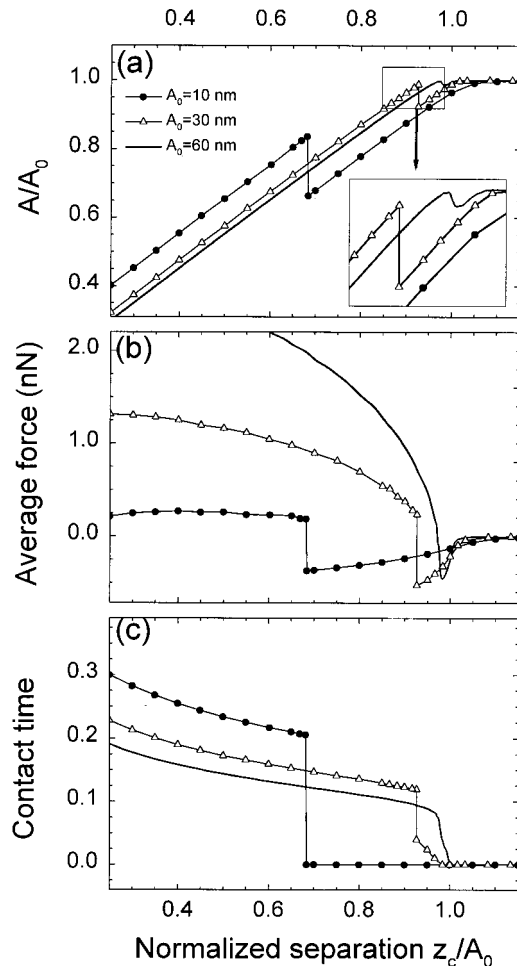 0.4 0.6 0.8 1.0
(a)
A₀=10 nm
A₀=30 nm
A₀=60 nm
A/A₀
1.0
0.8
0.6
0.4
(b)
Average force (nN)
2.0
1.0
0.0
(c)
Contact time
0.3
0.2
0.1
0.0
0.4 0.6 0.8 1.0
Normalized separation z_c/A₀